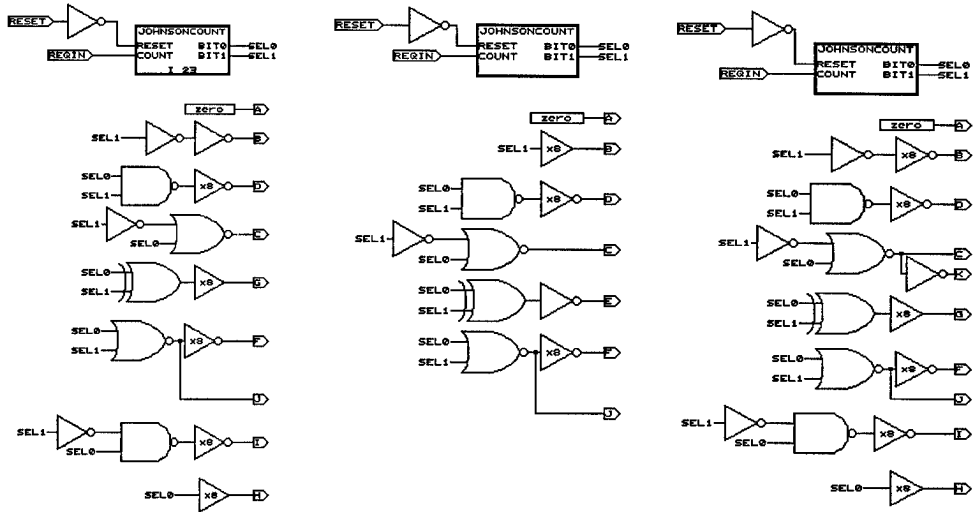 RESET
JOHNSONCOUNT
RESET BIT0 SEL0
REQIN COUNT BIT1 SEL1
I 23
zero A
SEL1 B
SEL0
SEL1 x8 D
SEL1
SEL0 C
SEL0
SEL1 x8 G
SEL0
SEL1 x8 F
J
SEL1
SEL0 x8 I
SEL0 x8 H
RESET
JOHNSONCOUNT
RESET BIT0 SEL0
REQIN COUNT BIT1 SEL1
zero A
SEL1 x8 B
SEL0
SEL1 x8 D
SEL1
SEL0 C
SEL0
SEL1 E
SEL0
SEL1 x8 F
J
RESET
JOHNSONCOUNT
RESET BIT0 SEL0
REQIN COUNT BIT1 SEL1
zero A
SEL1 x8 B
SEL0
SEL1 x8 D
SEL1
SEL0 K
SEL0
SEL1 x8 G
SEL0
SEL1 x8 F
J
SEL1
SEL0 x8 I
SEL0 x8 H